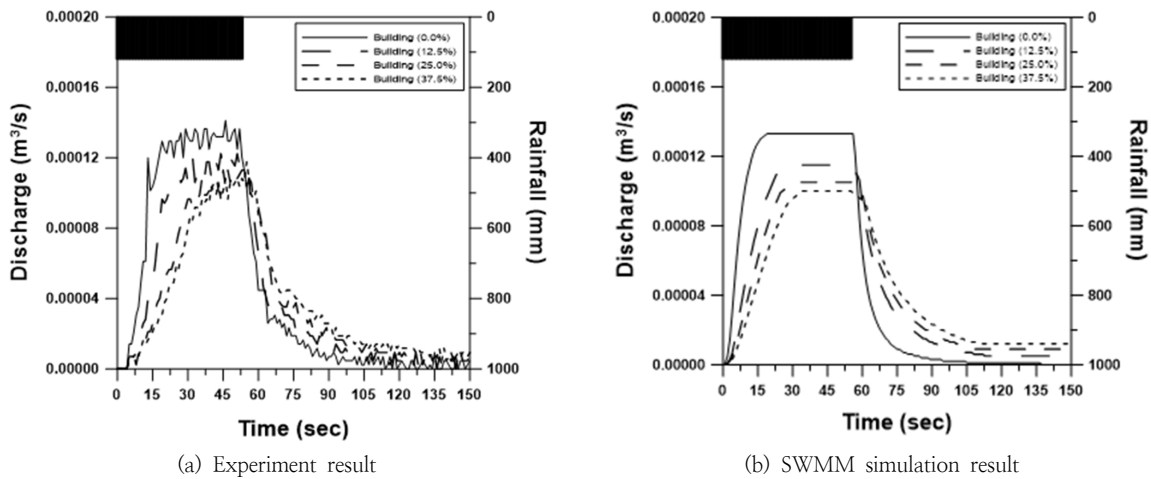 0.00020
0.00016
0.00012
0.00008
0.00004
0.00000
Discharge (m³/s)
Building (0.0%)
Building (12.5%)
Building (25.0%)
Building (37.5%)
0
200
400
600
800
1000
Rainfall (mm)
0 15 30 45 60 75 90 105 120 135 150
Time (sec)
(a) Experiment result
0.00020
0.00016
0.00012
0.00008
0.00004
0.00000
Discharge (m³/s)
Building (0.0%)
Building (12.5%)
Building (25.0%)
Building (37.5%)
0
200
400
600
800
1000
Rainfall (mm)
0 15 30 45 60 75 90 105 120 135 150
Time (sec)
(b) SWMM simulation result